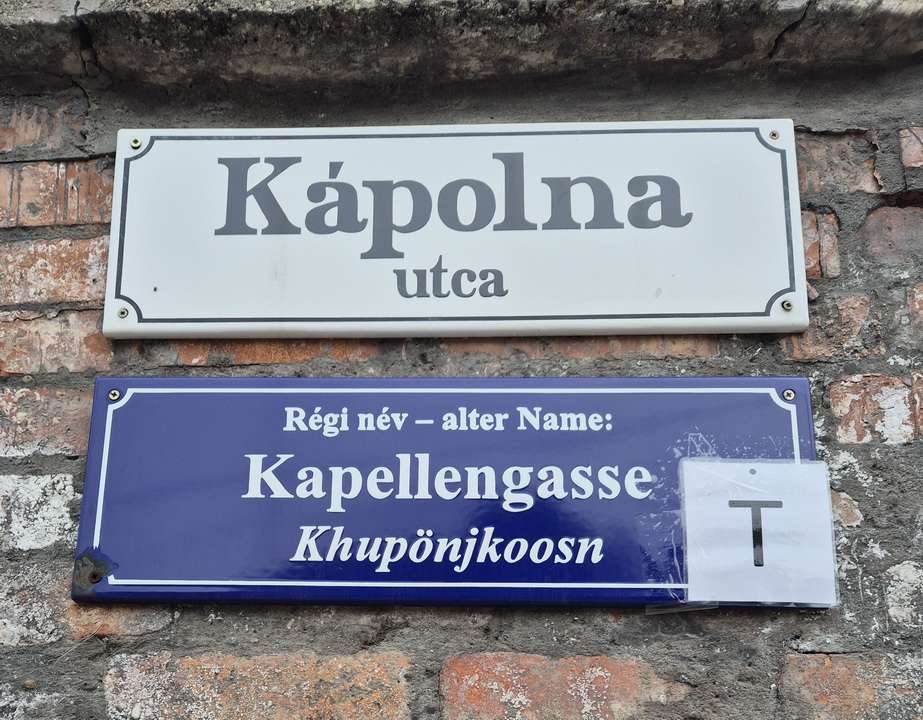 Kápolna
utca
Régi név – alter Name:
Kapellengasse
Khupönjkoosn
T